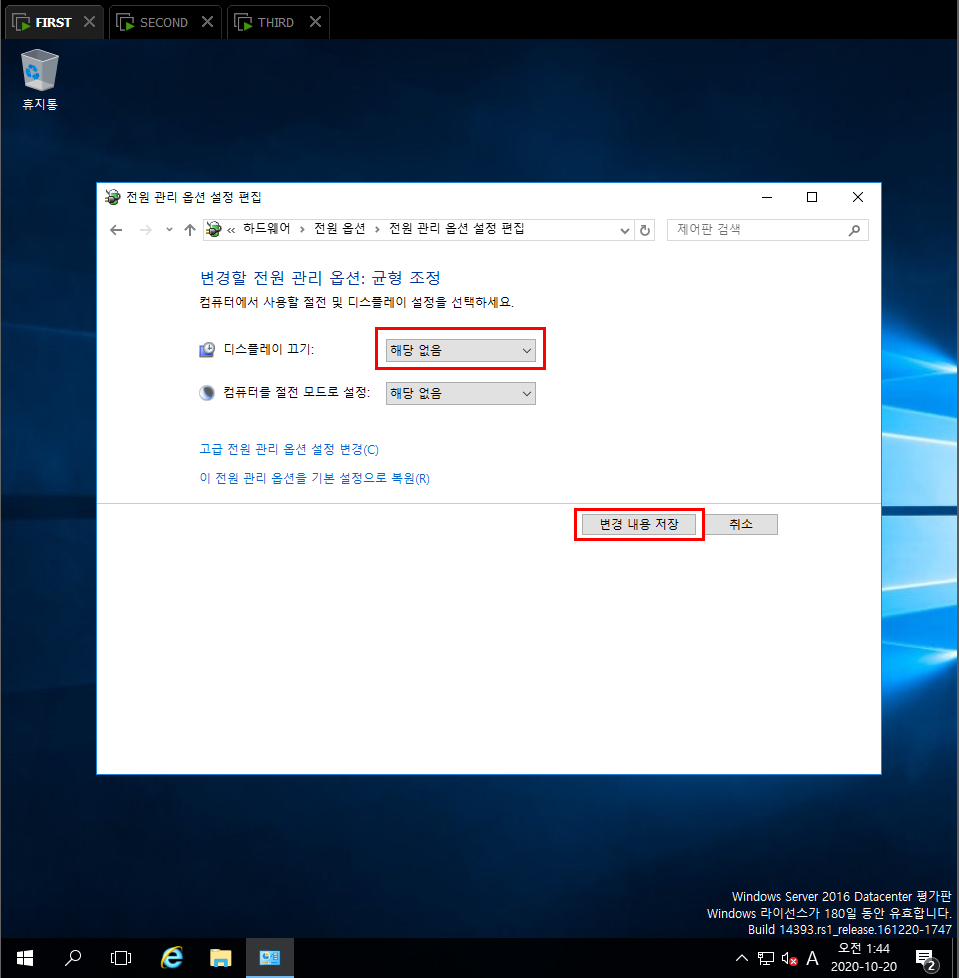 FIRST
SECOND
THIRD
휴지통
전원 관리 옵션 설정 편집
« 하드웨어 › 전원 옵션 › 전원 관리 옵션 설정 편집
제어판 검색
변경할 전원 관리 옵션: 균형 조정
컴퓨터에서 사용할 절전 및 디스플레이 설정을 선택하세요.
디스플레이 끄기: 해당 없음
컴퓨터를 절전 모드로 설정: 해당 없음
고급 전원 관리 옵션 설정 변경(C)
이 전원 관리 옵션을 기본 설정으로 복원(R)
변경 내용 저장 취소
Windows Server 2016 Datacenter 평가판
Windows 라이선스가 180일 동안 유효합니다.
Build 14393.rs1_release.161220-1747
A
오전 1:44
2020-10-20
2